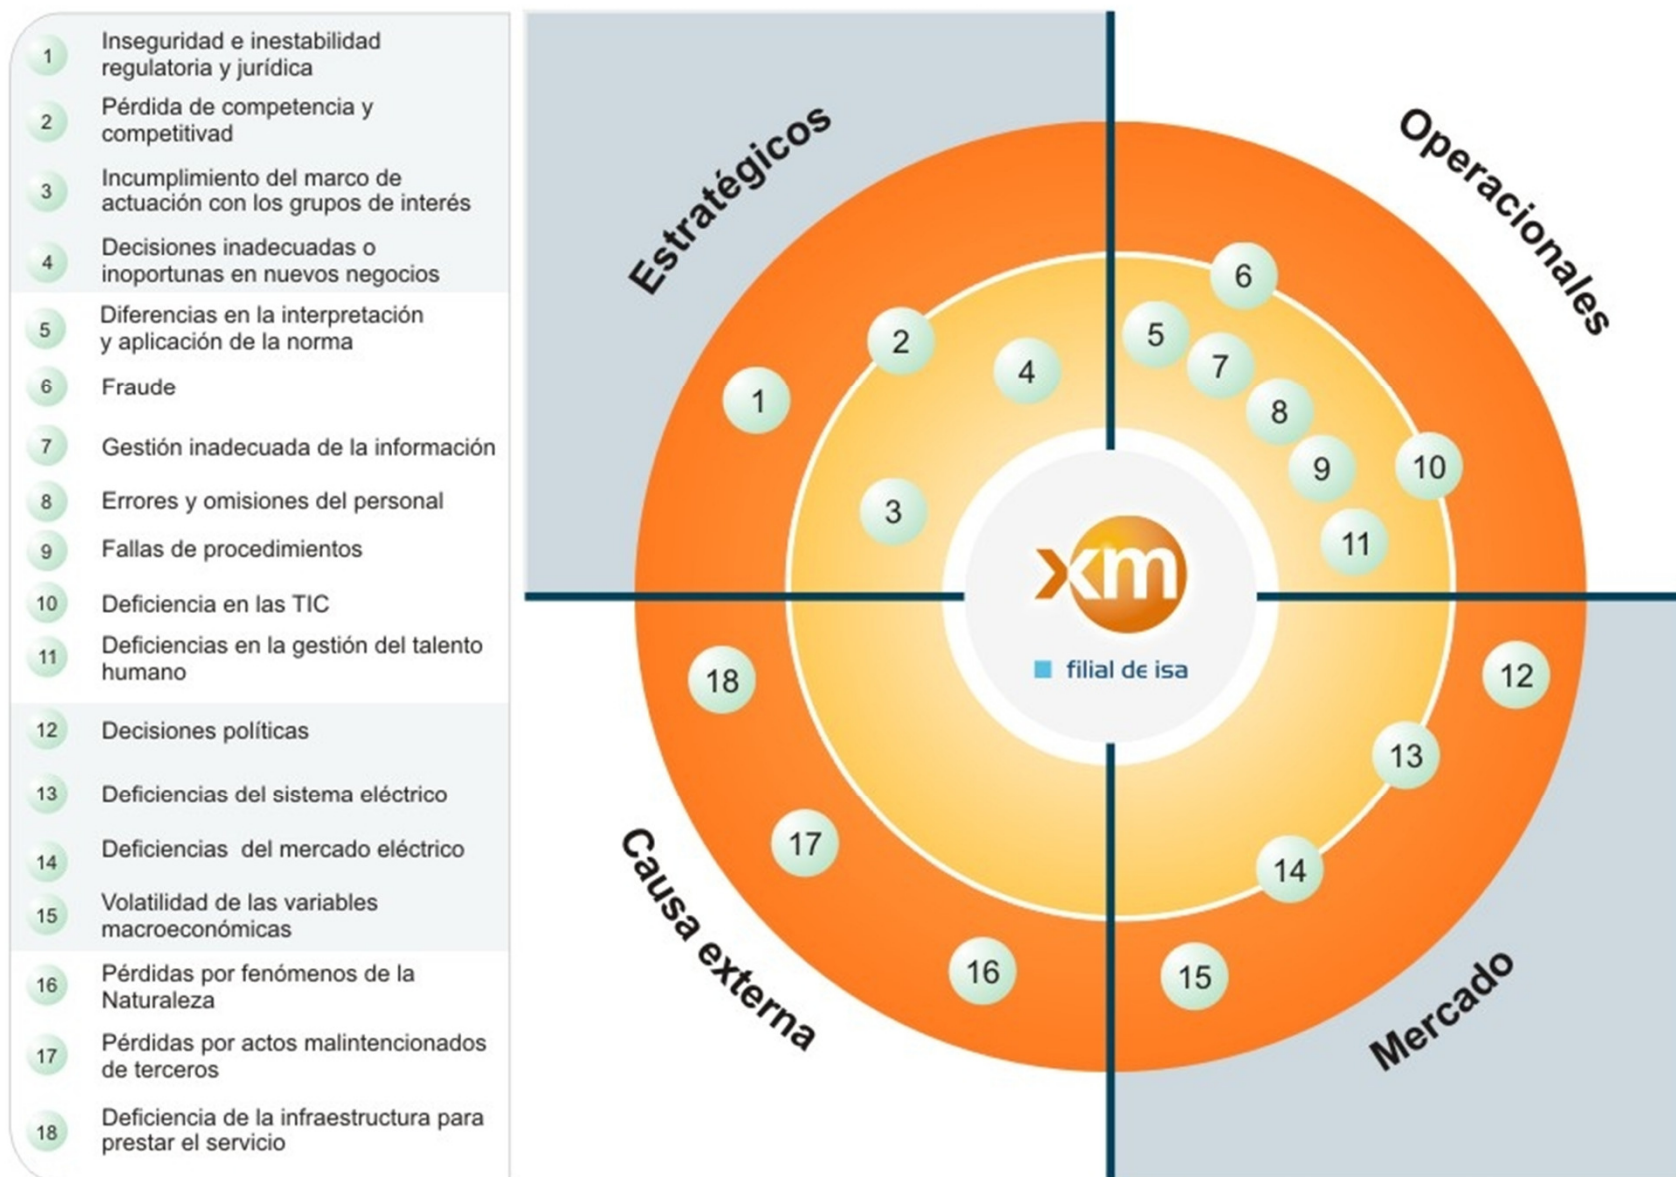 1
Inseguridad e inestabilidad
regulatoria y jurídica
2
Pérdida de competencia y
competitivad
3
Incumplimiento del marco de
actuación con los grupos de interés
4
Decisiones inadecuadas o
inoportunas en nuevos negocios
5
Diferencias en la interpretación
y aplicación de la norma
6
Fraude
7
Gestión inadecuada de la información
8
Errores y omisiones del personal
9
Fallas de procedimientos
10
Deficiencia en las TIC
11
Deficiencias en la gestión del talento
humano
12
Decisiones políticas
13
Deficiencias del sistema eléctrico
14
Deficiencias  del mercado eléctrico
15
Volatilidad de las variables
macroeconómicas
16
Pérdidas por fenómenos de la
Naturaleza
17
Pérdidas por actos malintencionados
de terceros
18
Deficiencia de la infraestructura para
prestar el servicio
Estratégicos
1
2
4
3
Operacionales
6
5
7
8
9
10
11
xm
filial de isa
Causa externa
18
17
16
Mercado
12
13
14
15